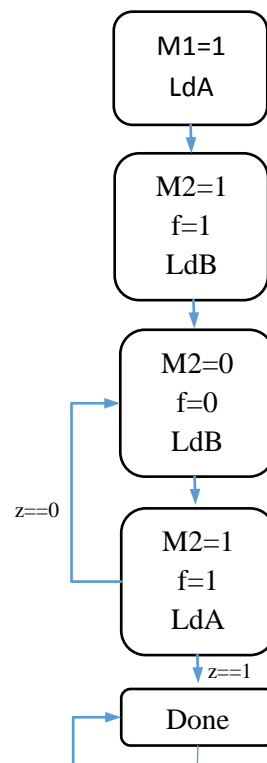 M1=1
LdA
M2=1
f=1
LdB
M2=0
f=0
LdB
z==0
M2=1
f=1
LdA
z==1
Done